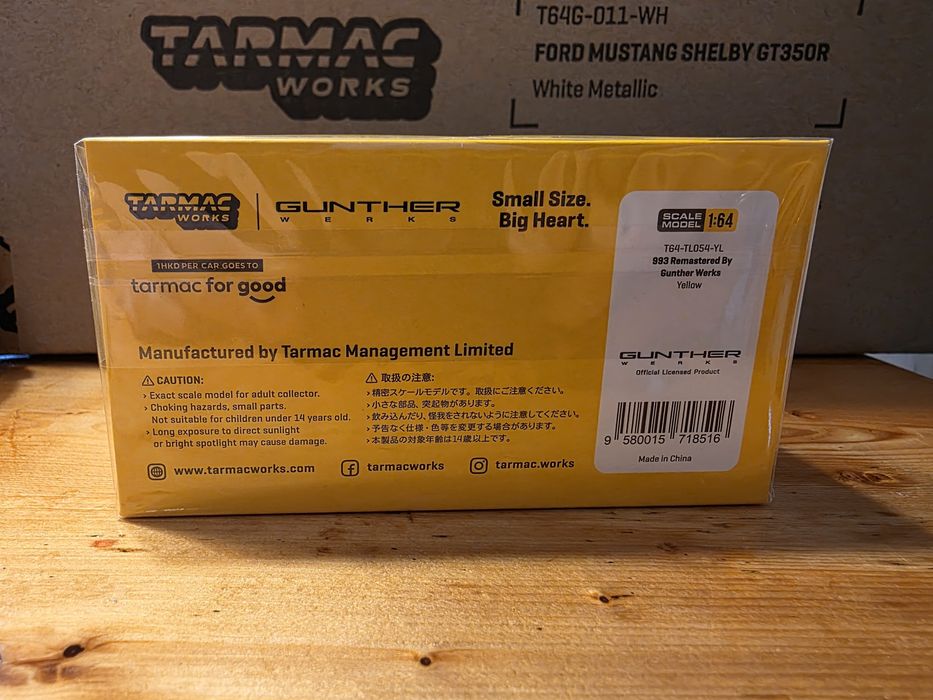 TARMAC
WORKS
T64G-011-WH
FORD MUSTANG SHELBY GT350R
White Metallic
TARMAC
WORKS
GUNTHER
WERKS
Small Size.
Big Heart.
1HKD PER CAR GOES TO
tarmac for good
Manufactured by Tarmac Management Limited
CAUTION:
› Exact scale model for adult collector.
› Choking hazards, small parts.
Not suitable for children under 14 years old.
› Long exposure to direct sunlight
or bright spotlight may cause damage.
取扱の注意:
›精密スケールモデルです。取扱にご注意ください。
›小さな部品、突起物があります。
›飲み込んだり、怪我をされないように注意してください。
›予告なく仕様・色等を変更する場合があります。
›本製品の対象年齢は14歳以上です。
www.tarmacworks.com
tarmacworks
tarmac.works
SCALE
MODEL 1:64
T64-TL054-YL
993 Remastered By
Gunther Werks
Yellow
GUNTHER
WERKS
Official Licensed Product
9 580015 718516
Made in China